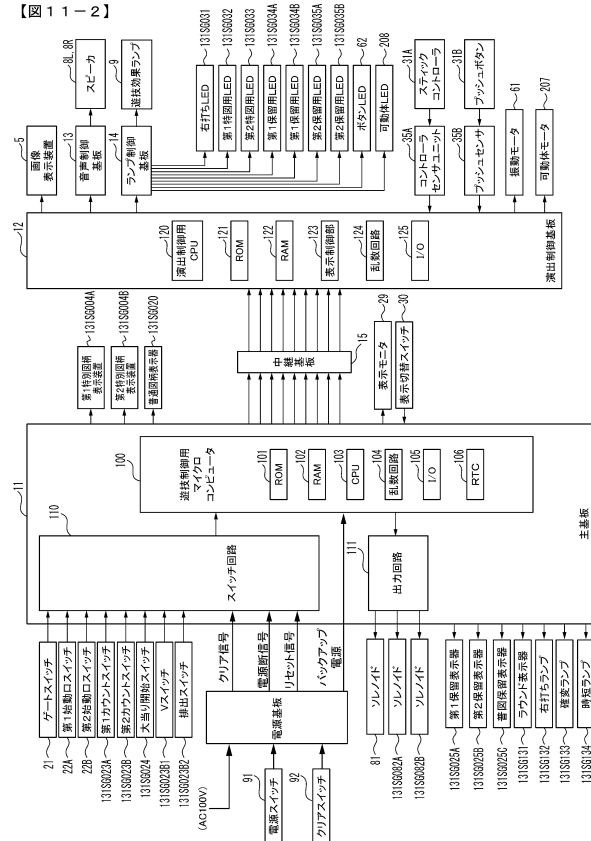 【図11-2】
8L,8R
スピーカ
9
遊技効果ランプ
5
画像
表示装置
13
音声制御
基板
14
ランプ制御
基板
131SG031
右打ちLED
131SG032
第1特図用LED
131SG033
第2特図用LED
131SG034A
第1保留用LED
131SG034B
第1保留用LED
131SG035A
第2保留用LED
131SG035B
第2保留用LED
62
ボタンLED
208
可動体LED
31A
スティック
コントローラ
31B
プッシュボタン
35A
コントローラ
センサユニット
35B
プッシュセンサ
61
振動モータ
207
可動体モータ
12
120
演出制御用
CPU
121
ROM
122
RAM
123
表示制御部
124
乱数回路
125
I/O
演出制御基板
131SG004A
第1特別図柄
表示装置
131SG004B
第2特別図柄
表示装置
131SG020
普通図柄表示器
15
中継基板
29
表示モニタ
30
表示切替スイッチ
11
100
遊技制御用
マイクロ
コンピュータ
101
ROM
102
RAM
103
CPU
104
乱数回路
105
I/O
106
RTC
110
スイッチ回路
111
出力回路
主基板
21
ゲートスイッチ
22A
第1始動口スイッチ
22B
第2始動口スイッチ
131SG023A
第1カウントスイッチ
131SG023B
第2カウントスイッチ
131SG024
大当り開始スイッチ
131SG023B1
Vスイッチ
131SG023B2
排出スイッチ
クリア信号
電源断信号
リセット信号
バックアップ
電源
電源基板
(AC100V)
91
電源スイッチ
92
クリアスイッチ
81
ソレノイド
131SG082A
ソレノイド
131SG082B
ソレノイド
131SG025A
第1保留表示器
131SG025B
第2保留表示器
131SG025C
普図保留表示器
131SG131
ラウンド表示器
131SG132
右打ちランプ
131SG133
確変ランプ
131SG134
時短ランプ